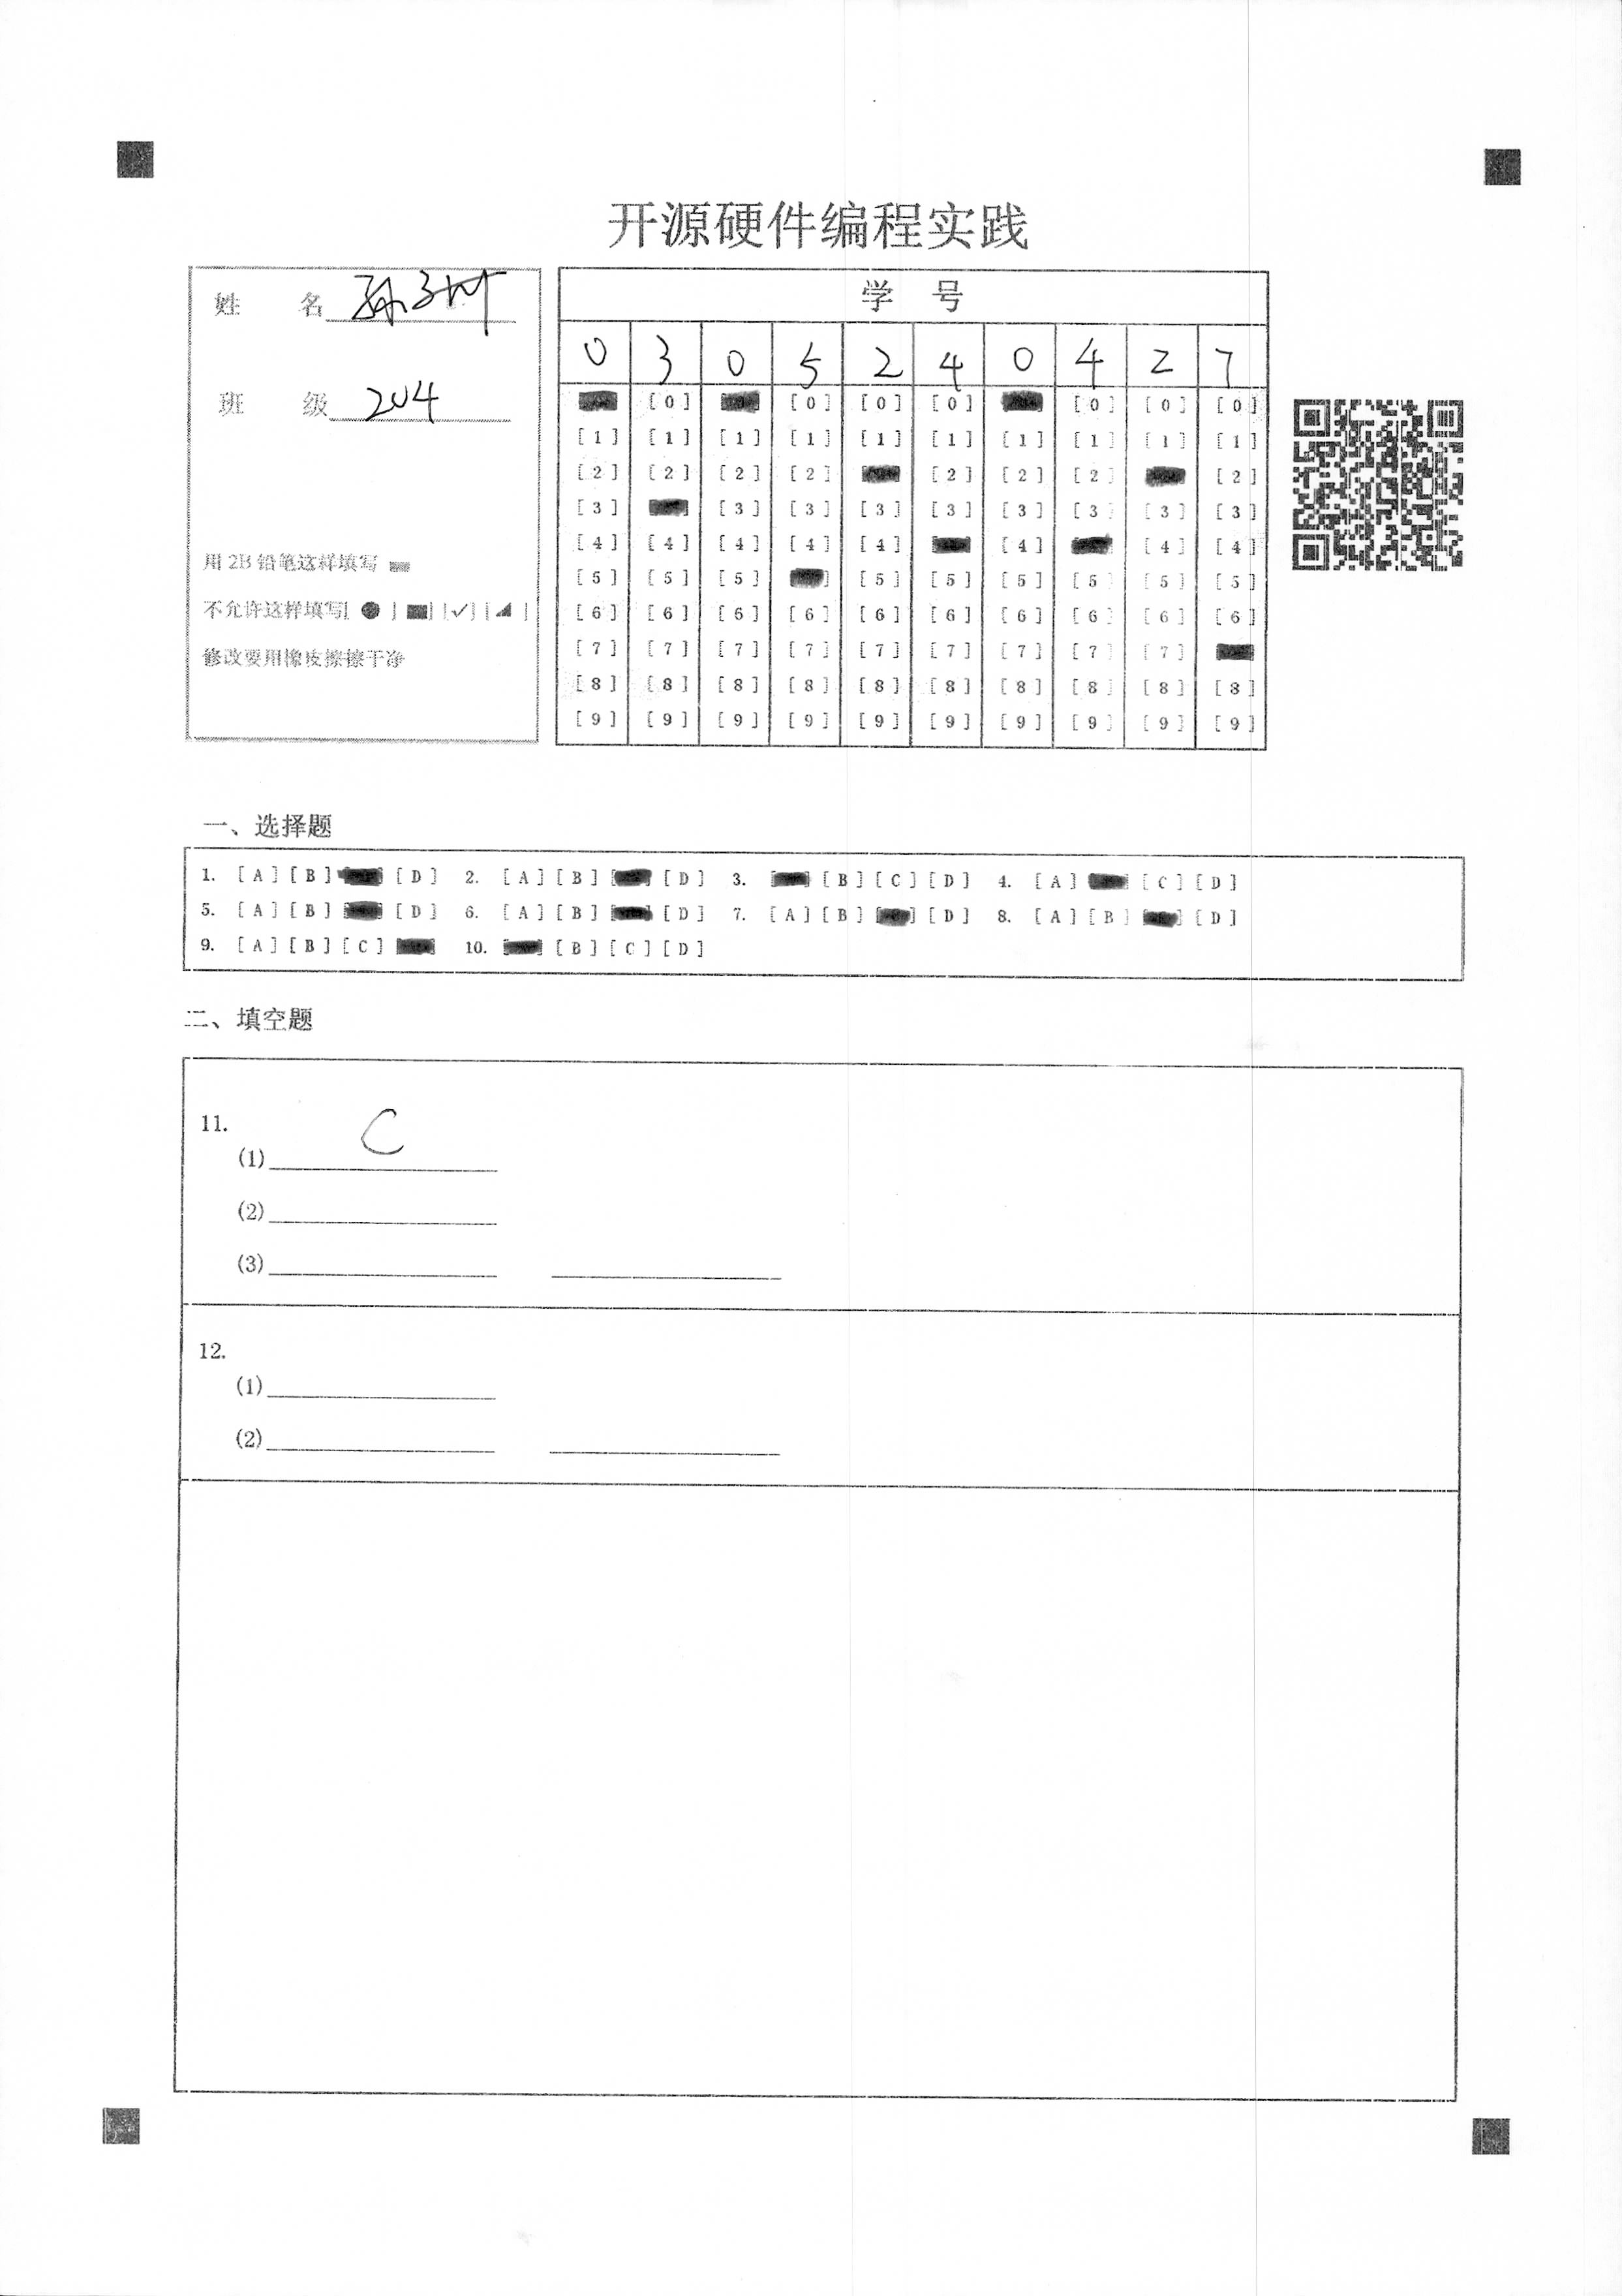 开源硬件编程实践
姓 名 孙子
班 级 204
用 2B 铅笔这样填写
不允许这样填写[ ● ] [■] [✓] [◢ ]
修改要用橡皮擦擦干净
学 号
0 3 0 5 2 4 0 4 2 7
[0] [0] [0] [0] [0] [0] [0]
[1] [1] [1] [1] [1] [1] [1] [1] [1] [1]
[2] [2] [2] [2] [2] [2] [2] [2]
[3] [3] [3] [3] [3] [3] [3] [3] [3]
[4] [4] [4] [4] [4] [4] [4] [4]
[5] [5] [5] [5] [5] [5] [5] [5] [5]
[6] [6] [6] [6] [6] [6] [6] [6] [6] [6]
[7] [7] [7] [7] [7] [7] [7] [7] [7]
[8] [8] [8] [8] [8] [8] [8] [8] [8] [8]
[9] [9] [9] [9] [9] [9] [9] [9] [9] [9]
一、选择题
1. [A] [B] [D] 2. [A] [B] [D] 3. [B] [C] [D] 4. [A] [C] [D]
5. [A] [B] [D] 6. [A] [B] [D] 7. [A] [B] [D] 8. [A] [B] [D]
9. [A] [B] [C] 10. [B] [C] [D]
二、填空题
11.
(1) C
(2)
(3)
12.
(1)
(2)